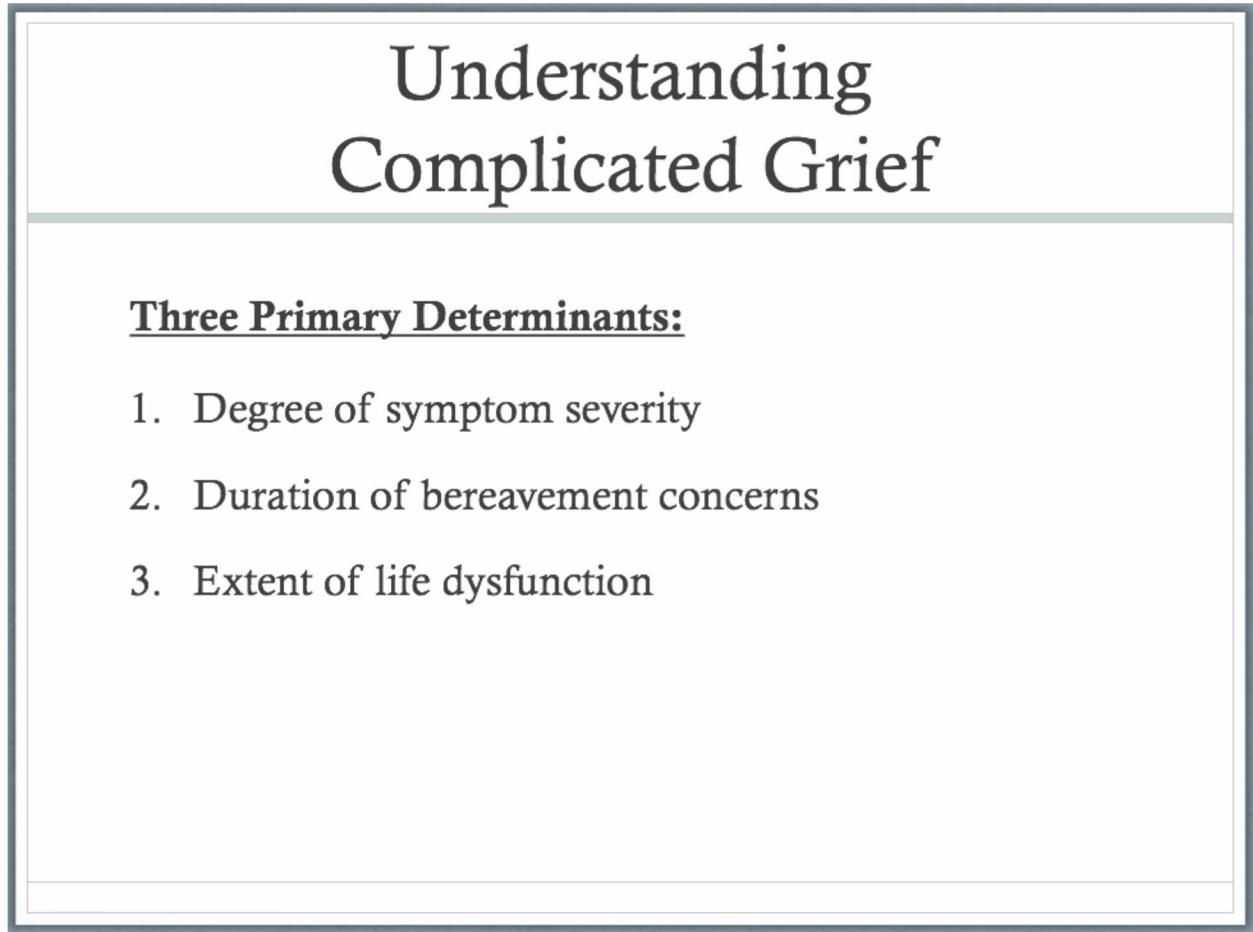 Understanding
Complicated Grief
Three Primary Determinants:
1. Degree of symptom severity
2. Duration of bereavement concerns
3. Extent of life dysfunction